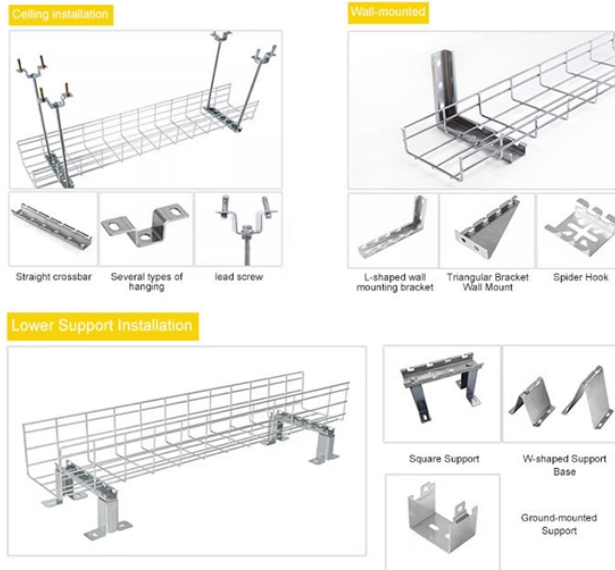 Ceiling installation
Wall-mounted
Straight crossbar
Several types of
hanging
lead screw
L-shaped wall
mounting bracket
Triangular Bracket
Wall Mount
Spider Hook
Lower Support Installation
Square Support
W-shaped Support
Base
Ground-mounted
Support